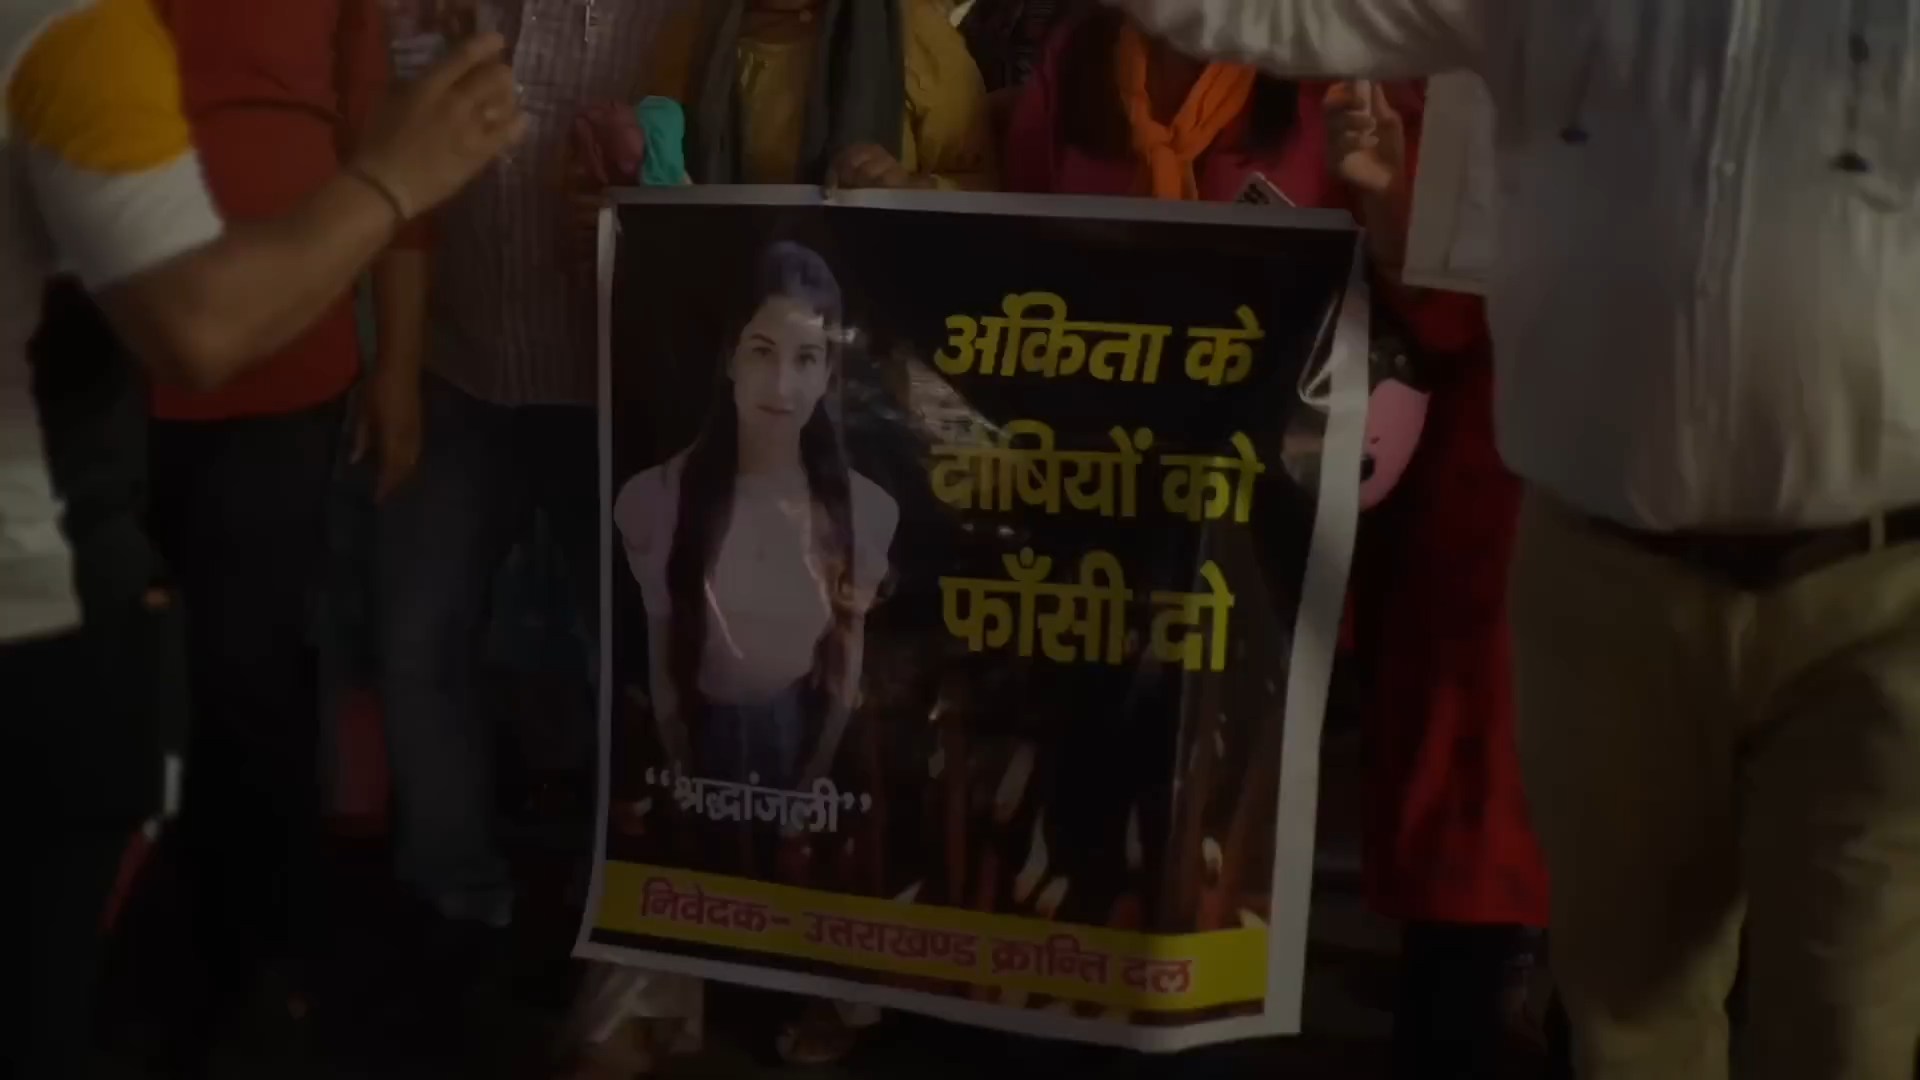 अंकिता के
दोषियों को
फाँसी दो
“श्रद्धांजली”
निवेदक- उत्तराखण्ड क्रान्ति दल